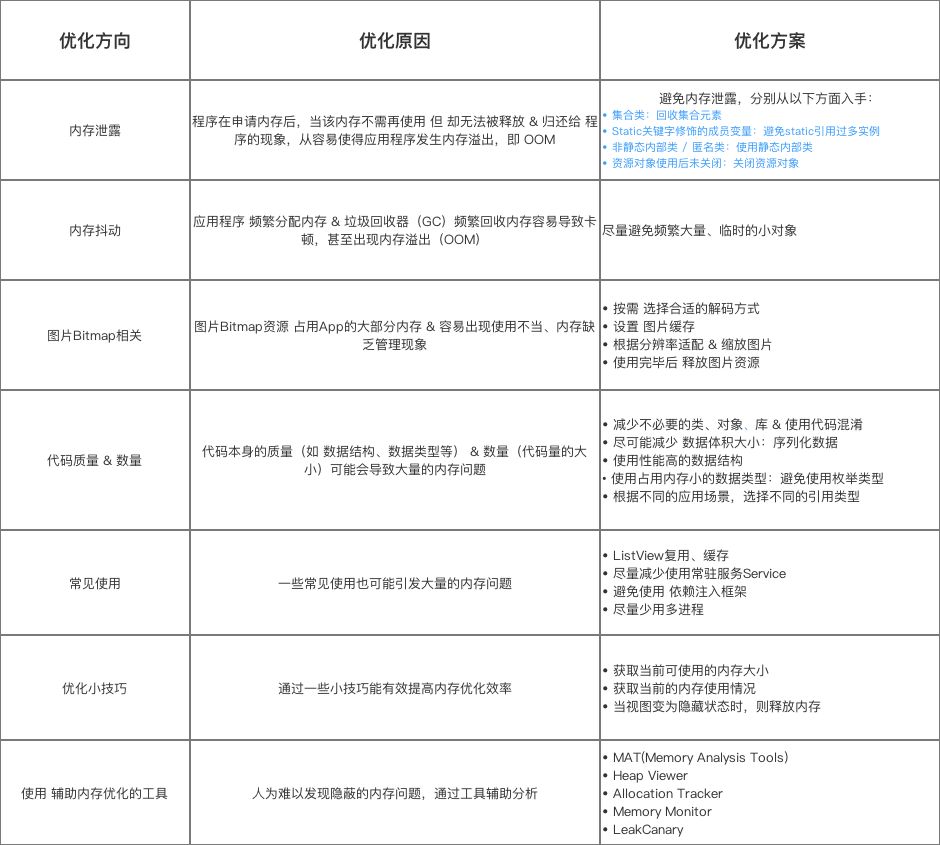 优化方向
优化原因
优化方案
内存泄露
程序在申请内存后，当该内存不需再使用 但 却无法被释放 & 归还给 程
序的现象，从容易使得应用程序发生内存溢出，即 OOM
避免内存泄露，分别从以下方面入手：
• 集合类：回收集合元素
• Static关键字修饰的成员变量：避免static引用过多实例
• 非静态内部类 / 匿名类：使用静态内部类
• 资源对象使用后未关闭：关闭资源对象
内存抖动
应用程序 频繁分配内存 & 垃圾回收器（GC）频繁回收内存容易导致卡
顿，甚至出现内存溢出（OOM）
尽量避免频繁大量、临时的小对象
图片Bitmap相关
图片Bitmap资源 占用App的大部分内存 & 容易出现使用不当、内存缺
乏管理现象
• 按需 选择合适的解码方式
• 设置 图片缓存
• 根据分辨率适配 & 缩放图片
• 使用完毕后 释放图片资源
代码质量 & 数量
代码本身的质量（如 数据结构、数据类型等） & 数量（代码量的大
小）可能会导致大量的内存问题
• 减少不必要的类、对象、库 & 使用代码混淆
• 尽可能减少 数据体积大小：序列化数据
• 使用性能高的数据结构
• 使用占用内存小的数据类型：避免使用枚举类型
• 根据不同的应用场景，选择不同的引用类型
常见使用
一些常见使用也可能引发大量的内存问题
• ListView复用、缓存
• 尽量减少使用常驻服务Service
• 避免使用 依赖注入框架
• 尽量少用多进程
优化小技巧
通过一些小技巧能有效提高内存优化效率
• 获取当前可使用的内存大小
• 获取当前的内存使用情况
• 当视图变为隐藏状态时，则释放内存
使用 辅助内存优化的工具
人为难以发现隐蔽的内存问题，通过工具辅助分析
• MAT(Memory Analysis Tools)
• Heap Viewer
• Allocation Tracker
• Memory Monitor
• LeakCanary